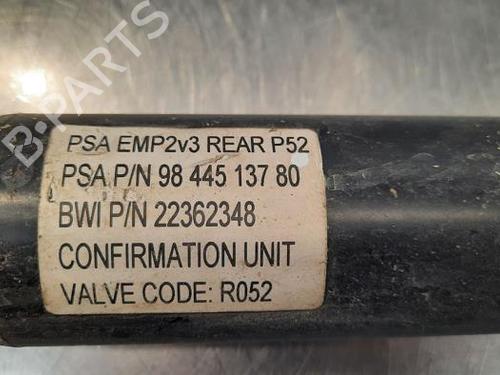 B-PARTS
PSA EMP2v3 REAR P52
PSA P/N 98 445 137 80
BWI P/N 22362348
CONFIRMATION UNIT
VALVE CODE: R052